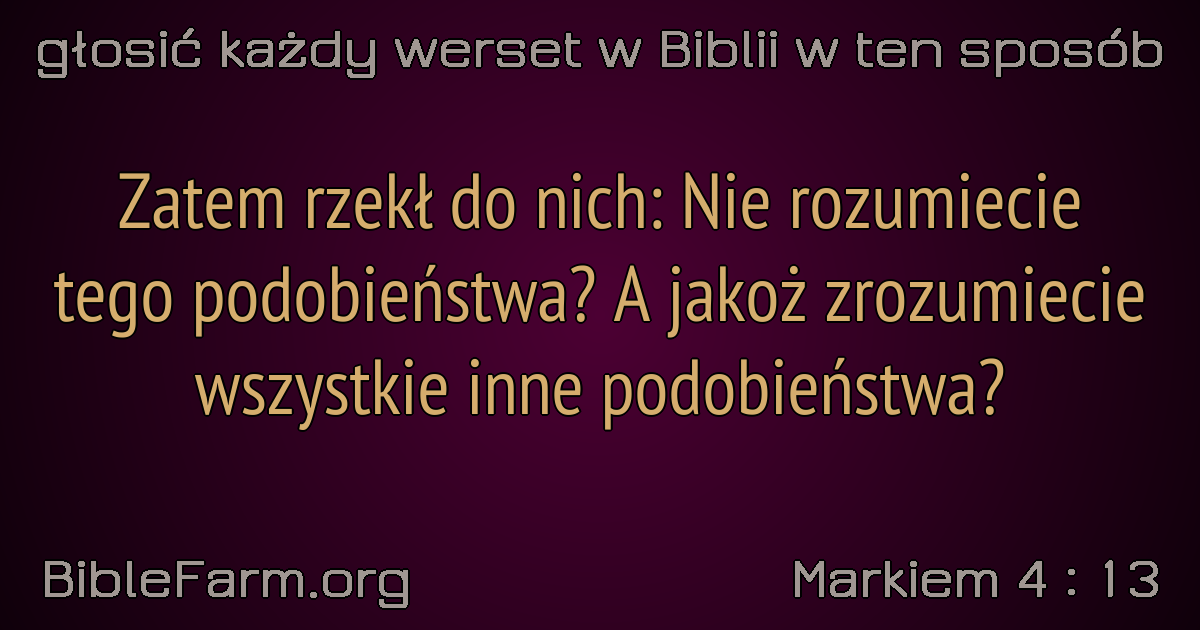 głosić każdy werset w Biblii w ten sposób
Zatem rzekł do nich: Nie rozumiecie
tego podobieństwa? A jakoż zrozumiecie
wszystkie inne podobieństwa?
BibleFarm.org
Markiem 4 : 13